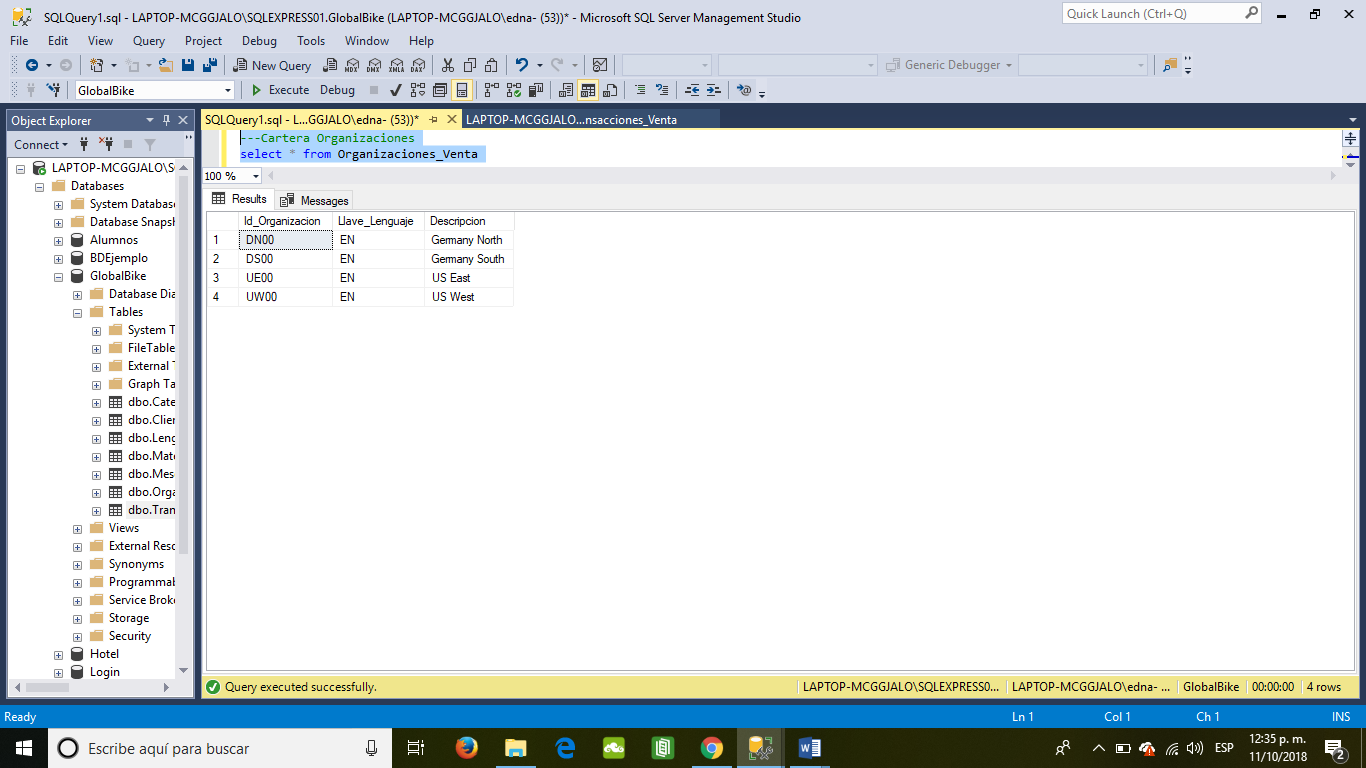 SQLQuery1.sql - LAPTOP-MCGGJALO\SQLEXPRESS01.GlobalBike (LAPTOP-MCGGJALO\edna- (53))* - Microsoft SQL Server Management Studio
Quick Launch (Ctrl+Q)
File Edit View Query Project Debug Tools Window Help
New Query
MDX DMX XMLA DAX
Generic Debugger
GlobalBike
Execute Debug
Object Explorer
SQLQuery1.sql - L...GGJALO\edna- (53))*
LAPTOP-MCGGJALO...nsacciones_Venta
Connect
LAPTOP-MCGGJALO\S
Databases
System Databas
Database Snapsh
Alumnos
BDEjemplo
GlobalBike
Database Dia
Tables
System T
FileTable
External T
Graph Ta
dbo.Cate
dbo.Clien
dbo.Leng
dbo.Mate
dbo.Mes
dbo.Orga
dbo.Tran
Views
External Reso
Synonyms
Programmab
Service Broke
Storage
Security
Hotel
Login
---Cartera Organizaciones
select * from Organizaciones_Venta
100 %
Results Messages
Id_Organizacion Llave_Lenguaje Descripcion
1 DN00 EN Germany North
2 DS00 EN Germany South
3 UE00 EN US East
4 UW00 EN US West
Query executed successfully.
LAPTOP-MCGGJALO\SQLEXPRESS0... LAPTOP-MCGGJALO\edna- ... GlobalBike 00:00:00 4 rows
Ready
Ln 1 Col 1 Ch 1 INS
Escribe aquí para buscar
ESP
12:35 p. m.
11/10/2018
2